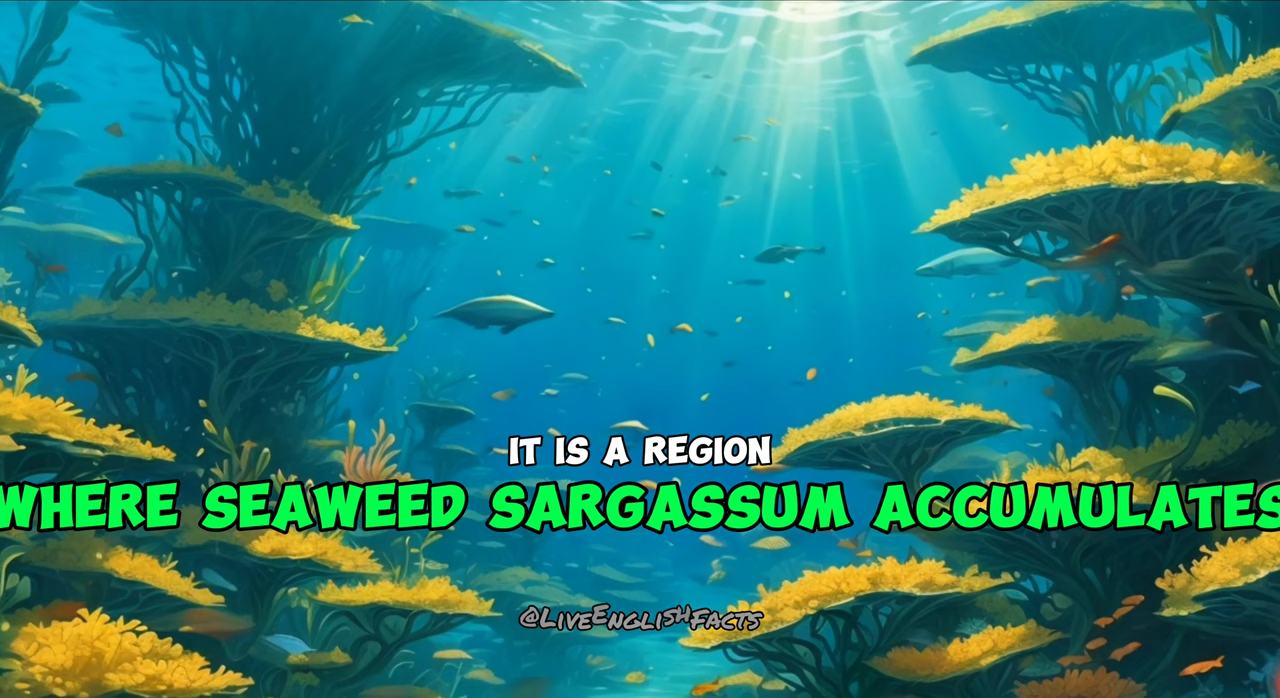 IT IS A REGION
WHERE SEAWEED SARGASSUM ACCUMULATES
@LiveEnglishFacts